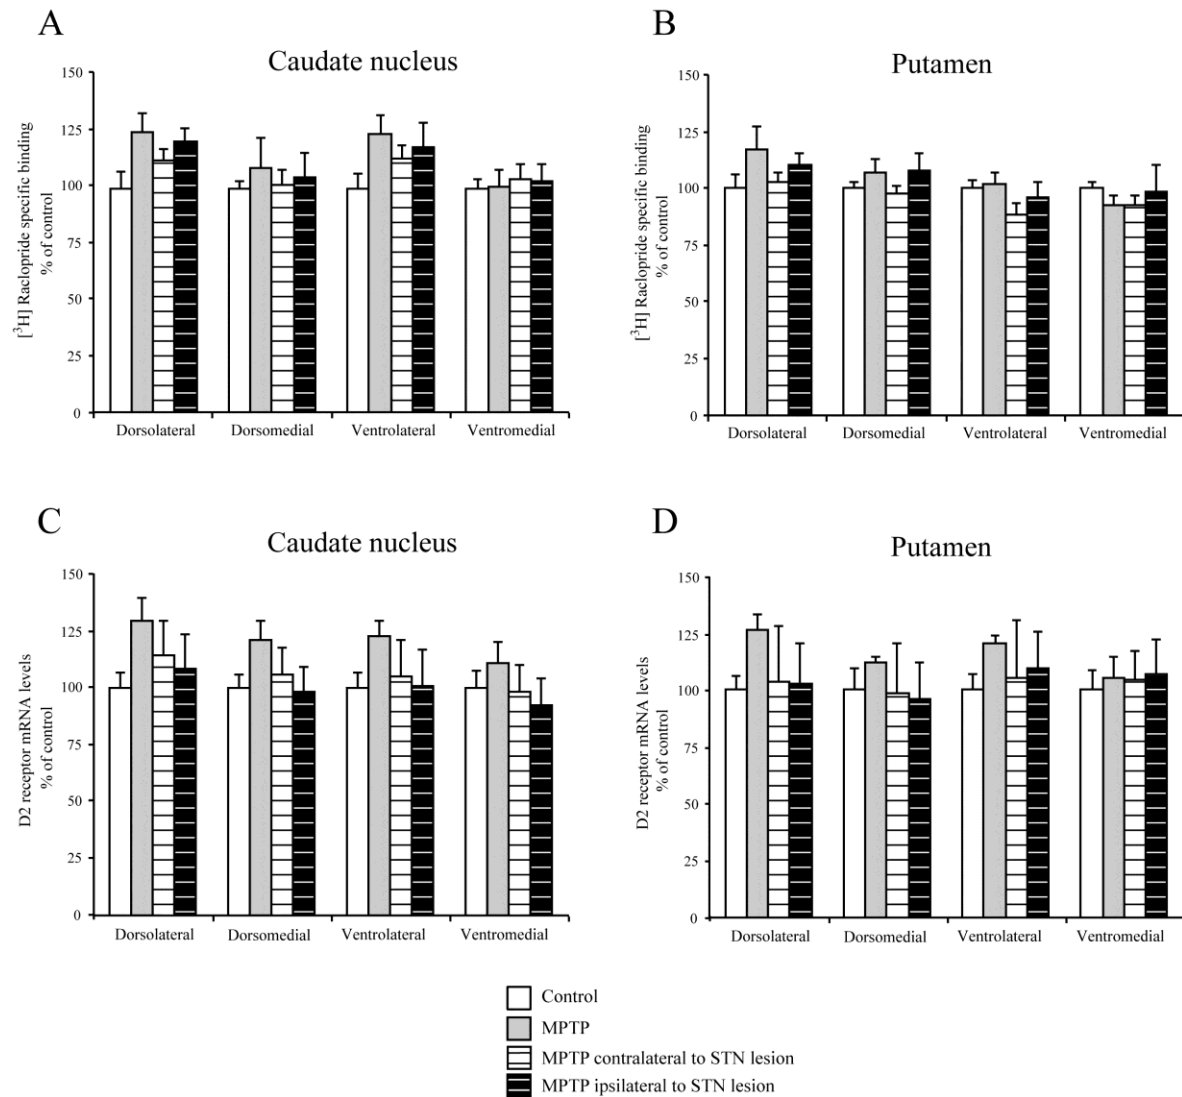 A
Caudate nucleus
[³H] Raclopride specific binding
% of control
150
125
100
75
50
25
0
Dorsolateral Dorsomedial Ventrolateral Ventromedial
B
Putamen
[³H] Raclopride specific binding
% of control
150
125
100
75
50
25
0
Dorsolateral Dorsomedial Ventrolateral Ventromedial
C
Caudate nucleus
D2 receptor mRNA levels
% of control
150
125
100
75
50
25
0
Dorsolateral Dorsomedial Ventrolateral Ventromedial
D
Putamen
D2 receptor mRNA levels
% of control
150
125
100
75
50
25
0
Dorsolateral Dorsomedial Ventrolateral Ventromedial
Control
MPTP
MPTP contralateral to STN lesion
MPTP ipsilateral to STN lesion